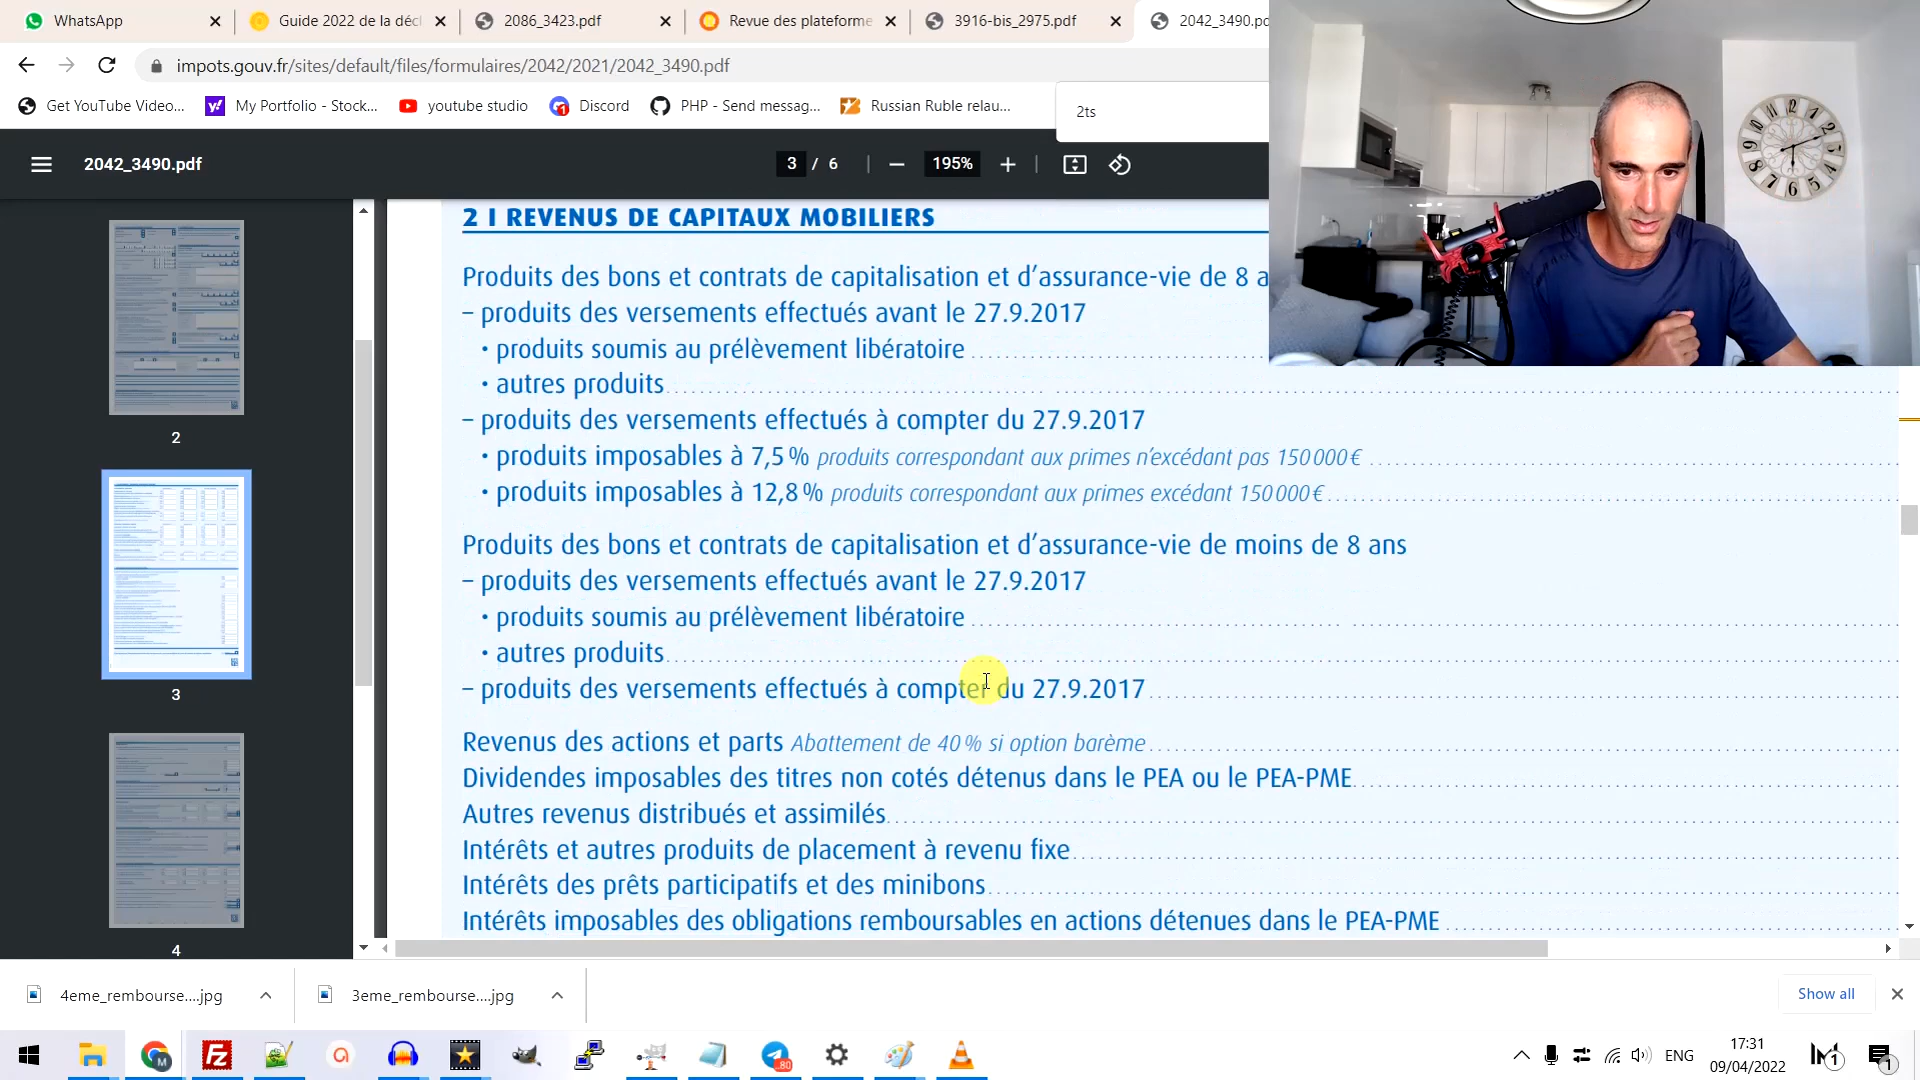 WhatsApp
Guide 2022 de la décl
2086_3423.pdf
Revue des plateforme
3916-bis_2975.pdf
2042_3490.pd
impots.gouv.fr/sites/default/files/formulaires/2042/2021/2042_3490.pdf
Get YouTube Video...
My Portfolio - Stock...
youtube studio
Discord
PHP - Send messag...
Russian Ruble relau...
2ts
2042_3490.pdf
3 / 6
195%
2
3
4
2 I REVENUS DE CAPITAUX MOBILIERS
Produits des bons et contrats de capitalisation et d'assurance-vie de 8 a
– produits des versements effectués avant le 27.9.2017
• produits soumis au prélèvement libératoire
• autres produits
– produits des versements effectués à compter du 27.9.2017
• produits imposables à 7,5 % produits correspondant aux primes n'excédant pas 150 000 €
• produits imposables à 12,8 % produits correspondant aux primes excédant 150 000 €
Produits des bons et contrats de capitalisation et d'assurance-vie de moins de 8 ans
– produits des versements effectués avant le 27.9.2017
• produits soumis au prélèvement libératoire
• autres produits
– produits des versements effectués à compter du 27.9.2017
Revenus des actions et parts Abattement de 40 % si option barème
Dividendes imposables des titres non cotés détenus dans le PEA ou le PEA-PME
Autres revenus distribués et assimilés
Intérêts et autres produits de placement à revenu fixe
Intérêts des prêts participatifs et des minibons
Intérêts imposables des obligations remboursables en actions détenues dans le PEA-PME
4eme_rembourse....jpg
3eme_rembourse....jpg
Show all
ENG
17:31
09/04/2022